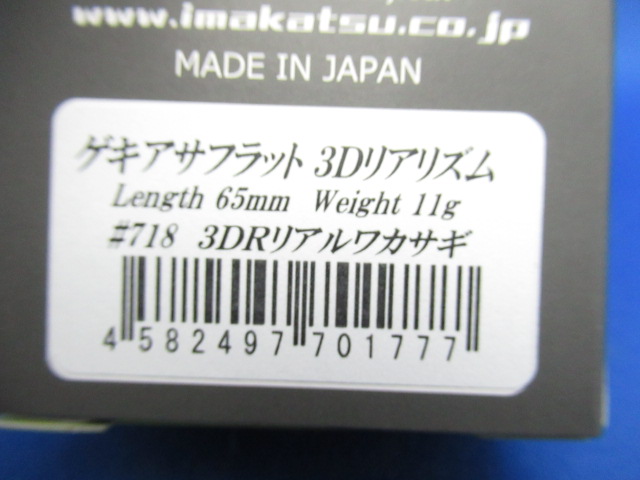 www.imakatsu.co.jp
MADE IN JAPAN
ゲキアサフラット 3Dリアリズム
Length 65mm Weight 11g
#718 3DRリアルワカサギ
4 582497 701777